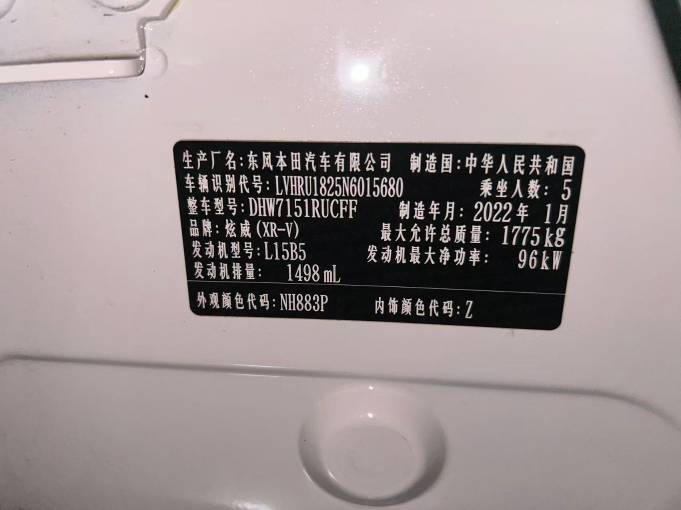 生产厂名:东风本田汽车有限公司 制造国:中华人民共和国
车辆识别代号:LVHRU1825N6015680 乘坐人数:5
整车型号:DHW7151RUCFF 制造年月:2022年 1月
品牌:炫威(XR-V) 最大允许总质量:1775kg
发动机型号:L15B5 发动机最大净功率:96kW
发动机排量:1498mL
外观颜色代码:NH883P 内饰颜色代码:Z